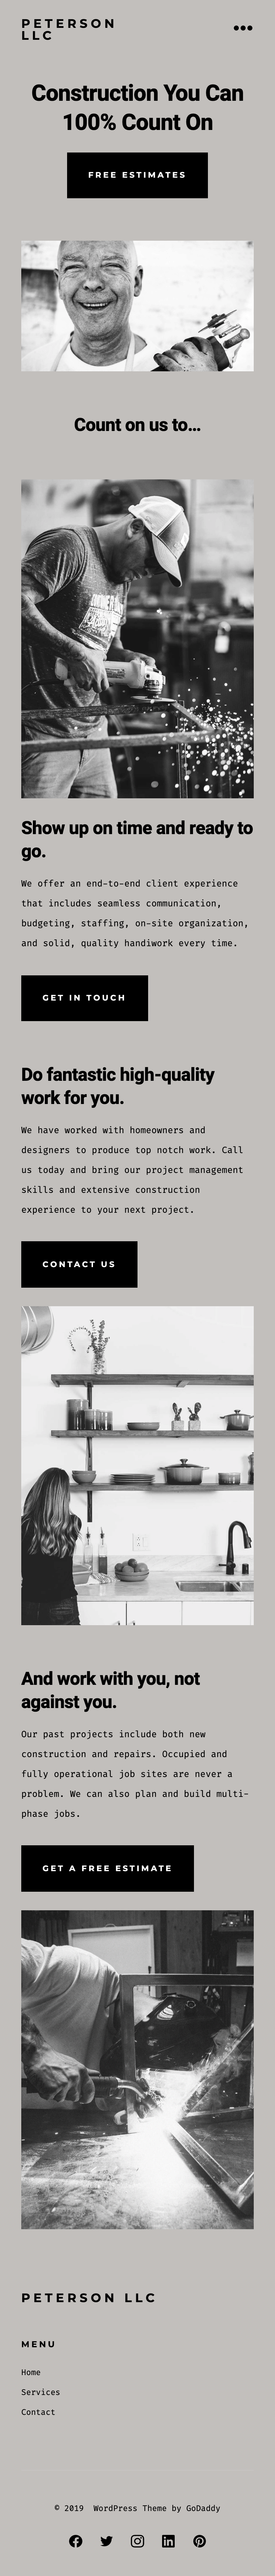 PETERSON
LLC
Construction You Can
100% Count On
FREE ESTIMATES
Count on us to...
Show up on time and ready to
go.
We offer an end-to-end client experience
that includes seamless communication,
budgeting, staffing, on-site organization,
and solid, quality handiwork every time.
GET IN TOUCH
Do fantastic high-quality
work for you.
We have worked with homeowners and
designers to produce top notch work. Call
us today and bring our project management
skills and extensive construction
experience to your next project.
CONTACT US
And work with you, not
against you.
Our past projects include both new
construction and repairs. Occupied and
fully operational job sites are never a
problem. We can also plan and build multi-
phase jobs.
GET A FREE ESTIMATE
PETERSON LLC
MENU
Home
Services
Contact
© 2019 WordPress Theme by GoDaddy